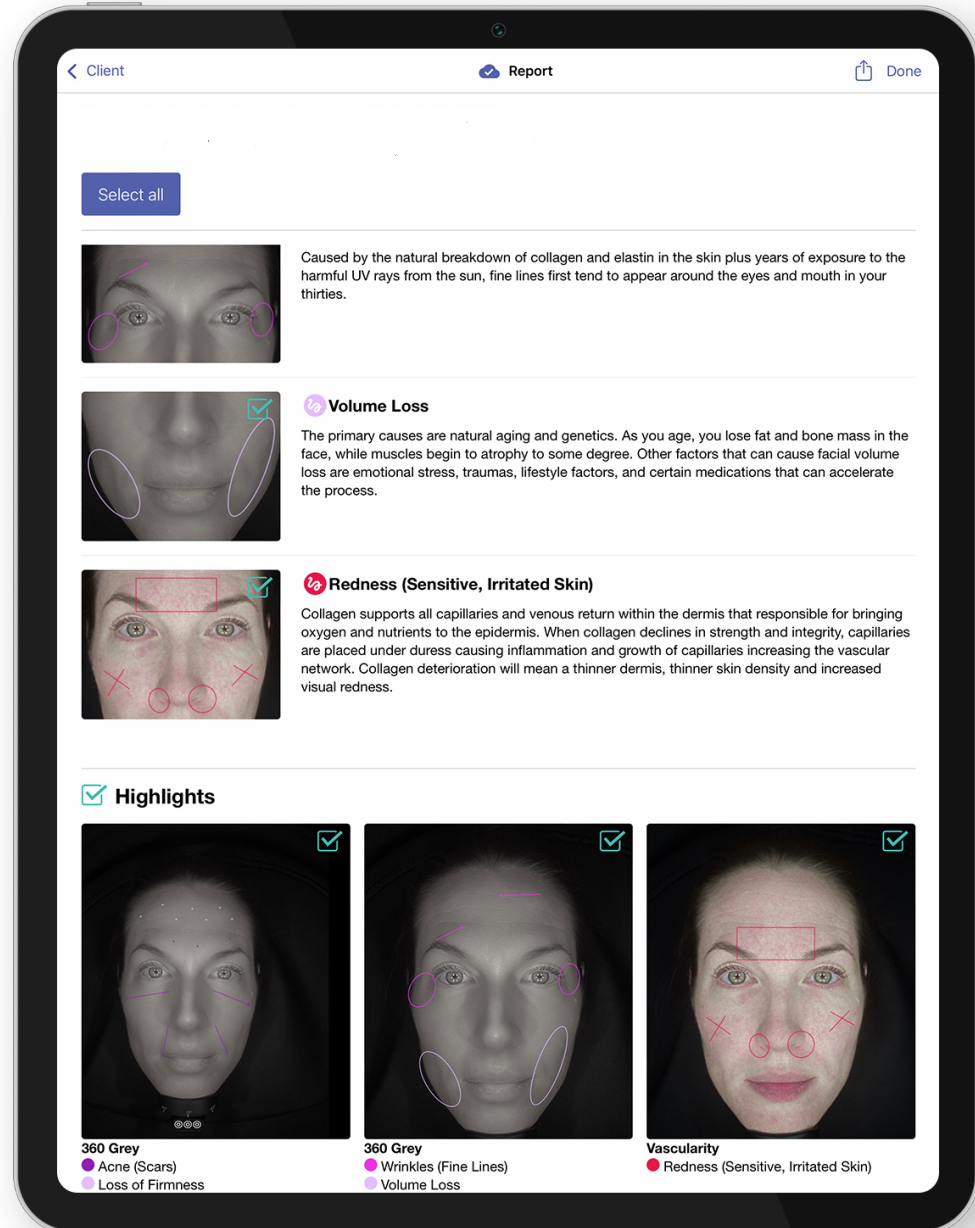 Client
Report
Done
Select all
Caused by the natural breakdown of collagen and elastin in the skin plus years of exposure to the
harmful UV rays from the sun, fine lines first tend to appear around the eyes and mouth in your
thirties.
Volume Loss
The primary causes are natural aging and genetics. As you age, you lose fat and bone mass in the
face, while muscles begin to atrophy to some degree. Other factors that can cause facial volume
loss are emotional stress, traumas, lifestyle factors, and certain medications that can accelerate
the process.
Redness (Sensitive, Irritated Skin)
Collagen supports all capillaries and venous return within the dermis that responsible for bringing
oxygen and nutrients to the epidermis. When collagen declines in strength and integrity, capillaries
are placed under duress causing inflammation and growth of capillaries increasing the vascular
network. Collagen deterioration will mean a thinner dermis, thinner skin density and increased
visual redness.
Highlights
360 Grey
Acne (Scars)
Loss of Firmness
360 Grey
Wrinkles (Fine Lines)
Volume Loss
Vascularity
Redness (Sensitive, Irritated Skin)